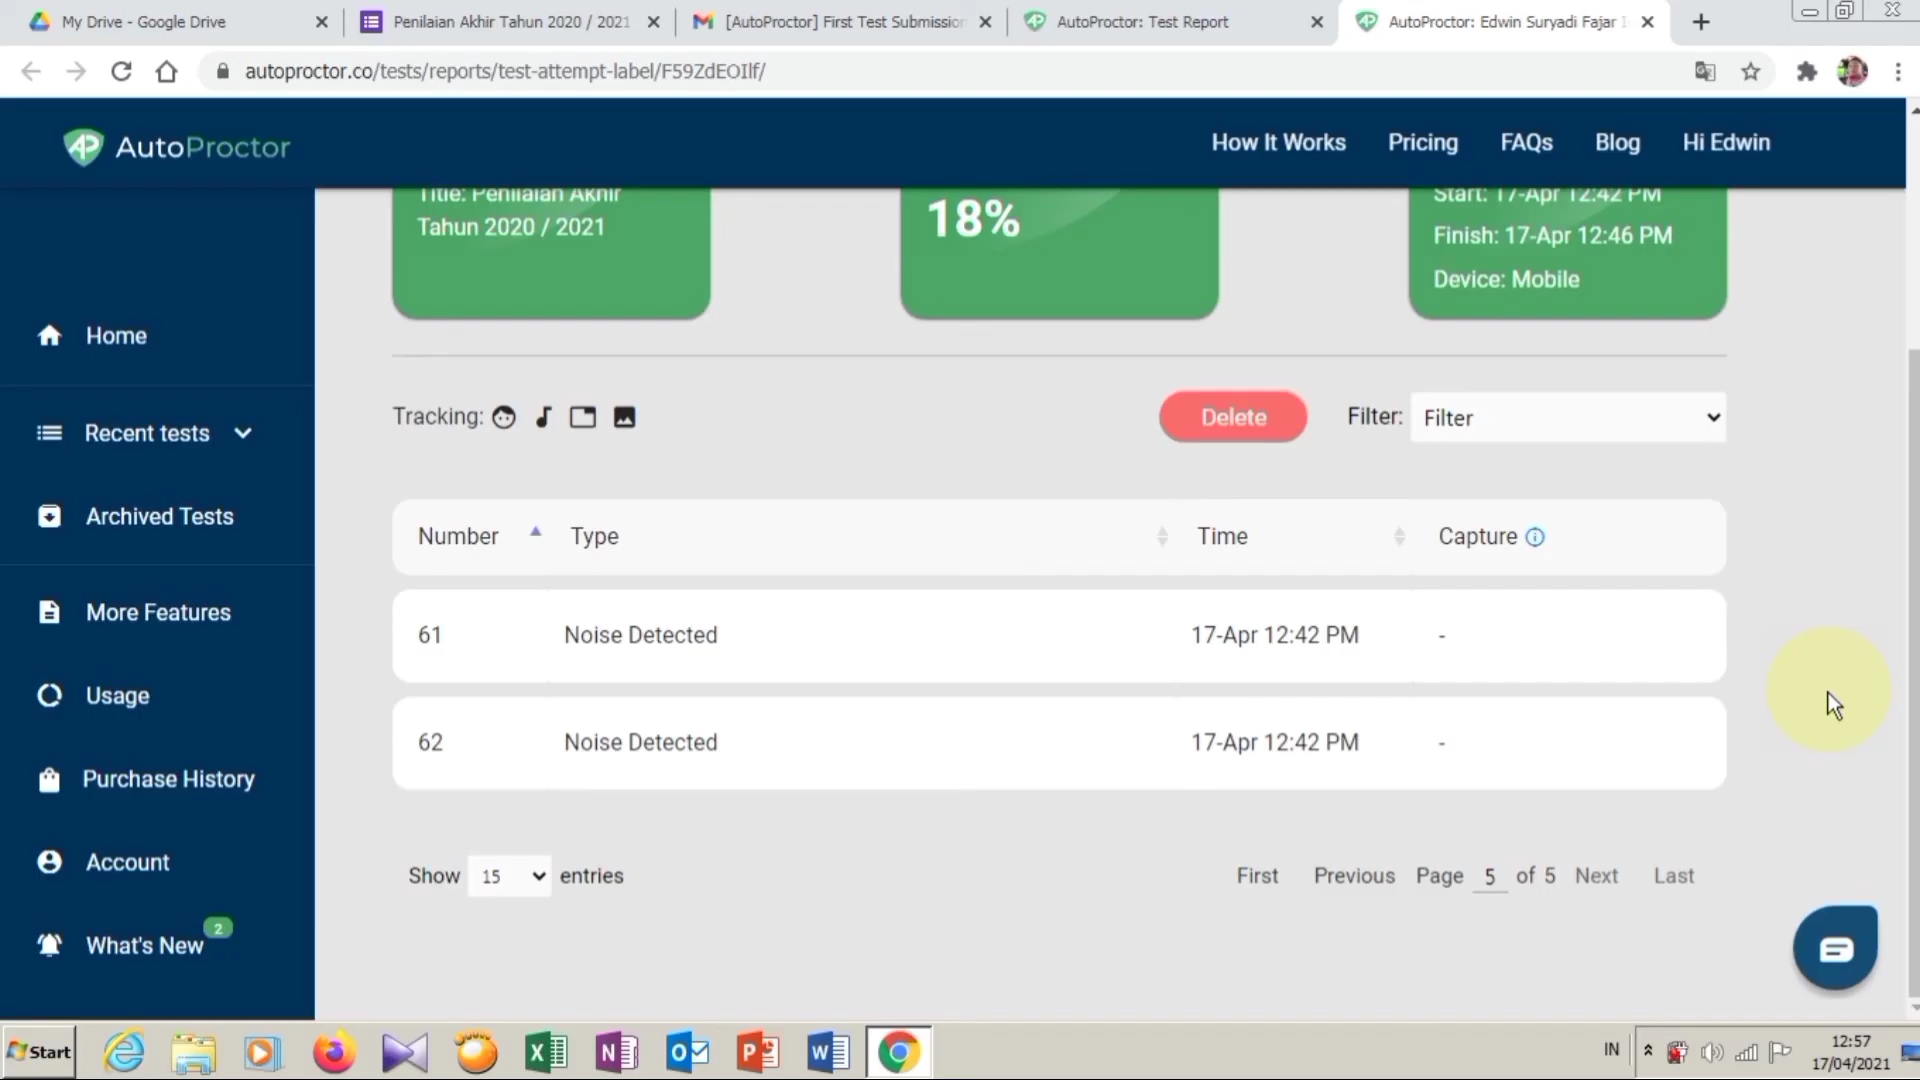 My Drive - Google Drive
Penilaian Akhir Tahun 2020 / 2021
[AutoProctor] First Test Submission
AutoProctor: Test Report
AutoProctor: Edwin Suryadi Fajar
autoproctor.co/tests/reports/test-attempt-label/F59ZdEOIlf/
AutoProctor
How It Works
Pricing
FAQs
Blog
Hi Edwin
Home
Recent tests
Archived Tests
More Features
Usage
Purchase History
Account
What's New
2
Title: Penilaian Akhir
Tahun 2020 / 2021
18%
Start: 17-Apr 12:42 PM
Finish: 17-Apr 12:46 PM
Device: Mobile
Tracking:
Delete
Filter:
Filter
Number Type Time Capture
61 Noise Detected 17-Apr 12:42 PM -
62 Noise Detected 17-Apr 12:42 PM -
Show 15 entries
First Previous Page 5 of 5 Next Last
Start
IN
12:57
17/04/2021